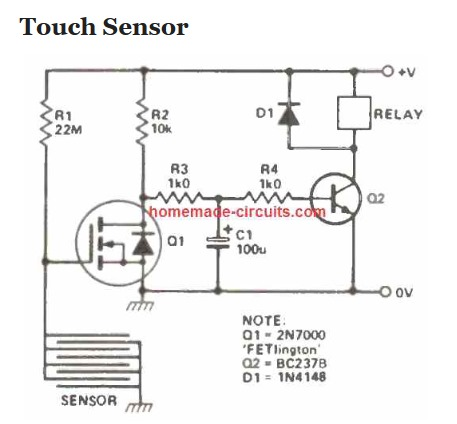 Touch Sensor
+V
R1
22M
R2
10k
D1
RELAY
R3
1k0
R4
1k0
Q2
homemade-circuits.com
Q1
+
C1
100u
0V
NOTE:
Q1 = 2N7000
'FETlington'
Q2 = BC237B
D1 = 1N4148
SENSOR